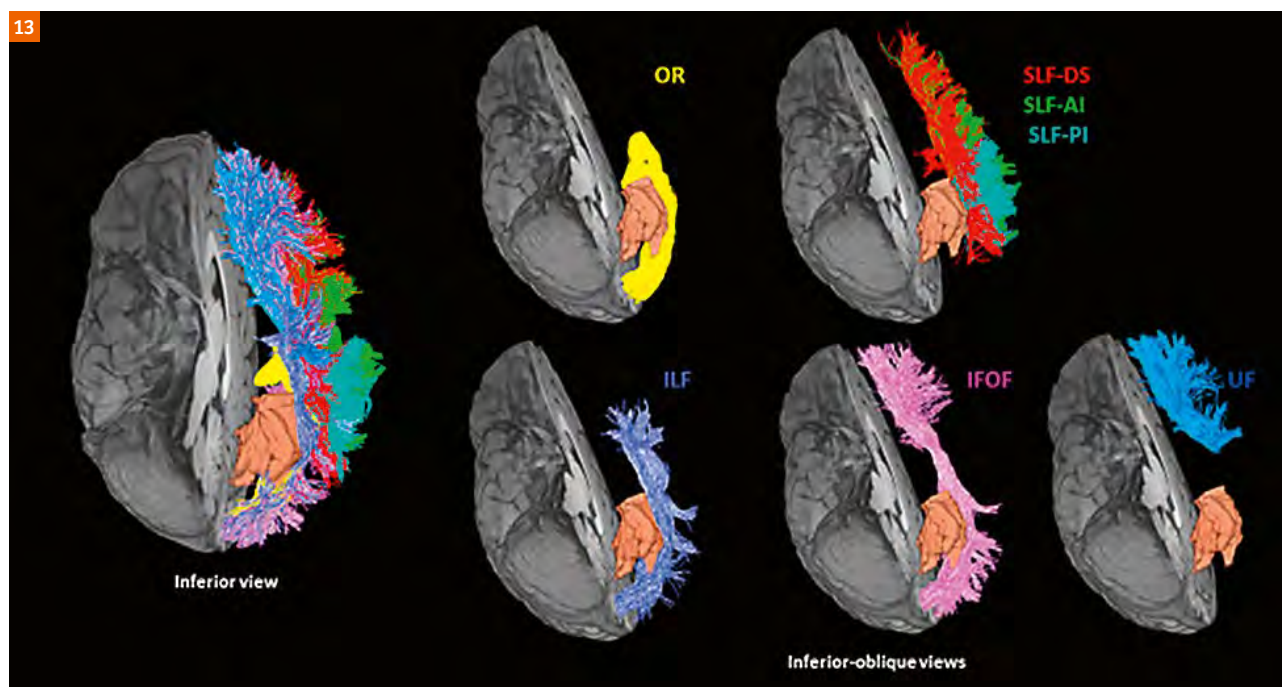 13
OR
SLF-DS
SLF-AI
SLF-PI
ILF
IFOF
UF
Inferior view
Inferior-oblique views